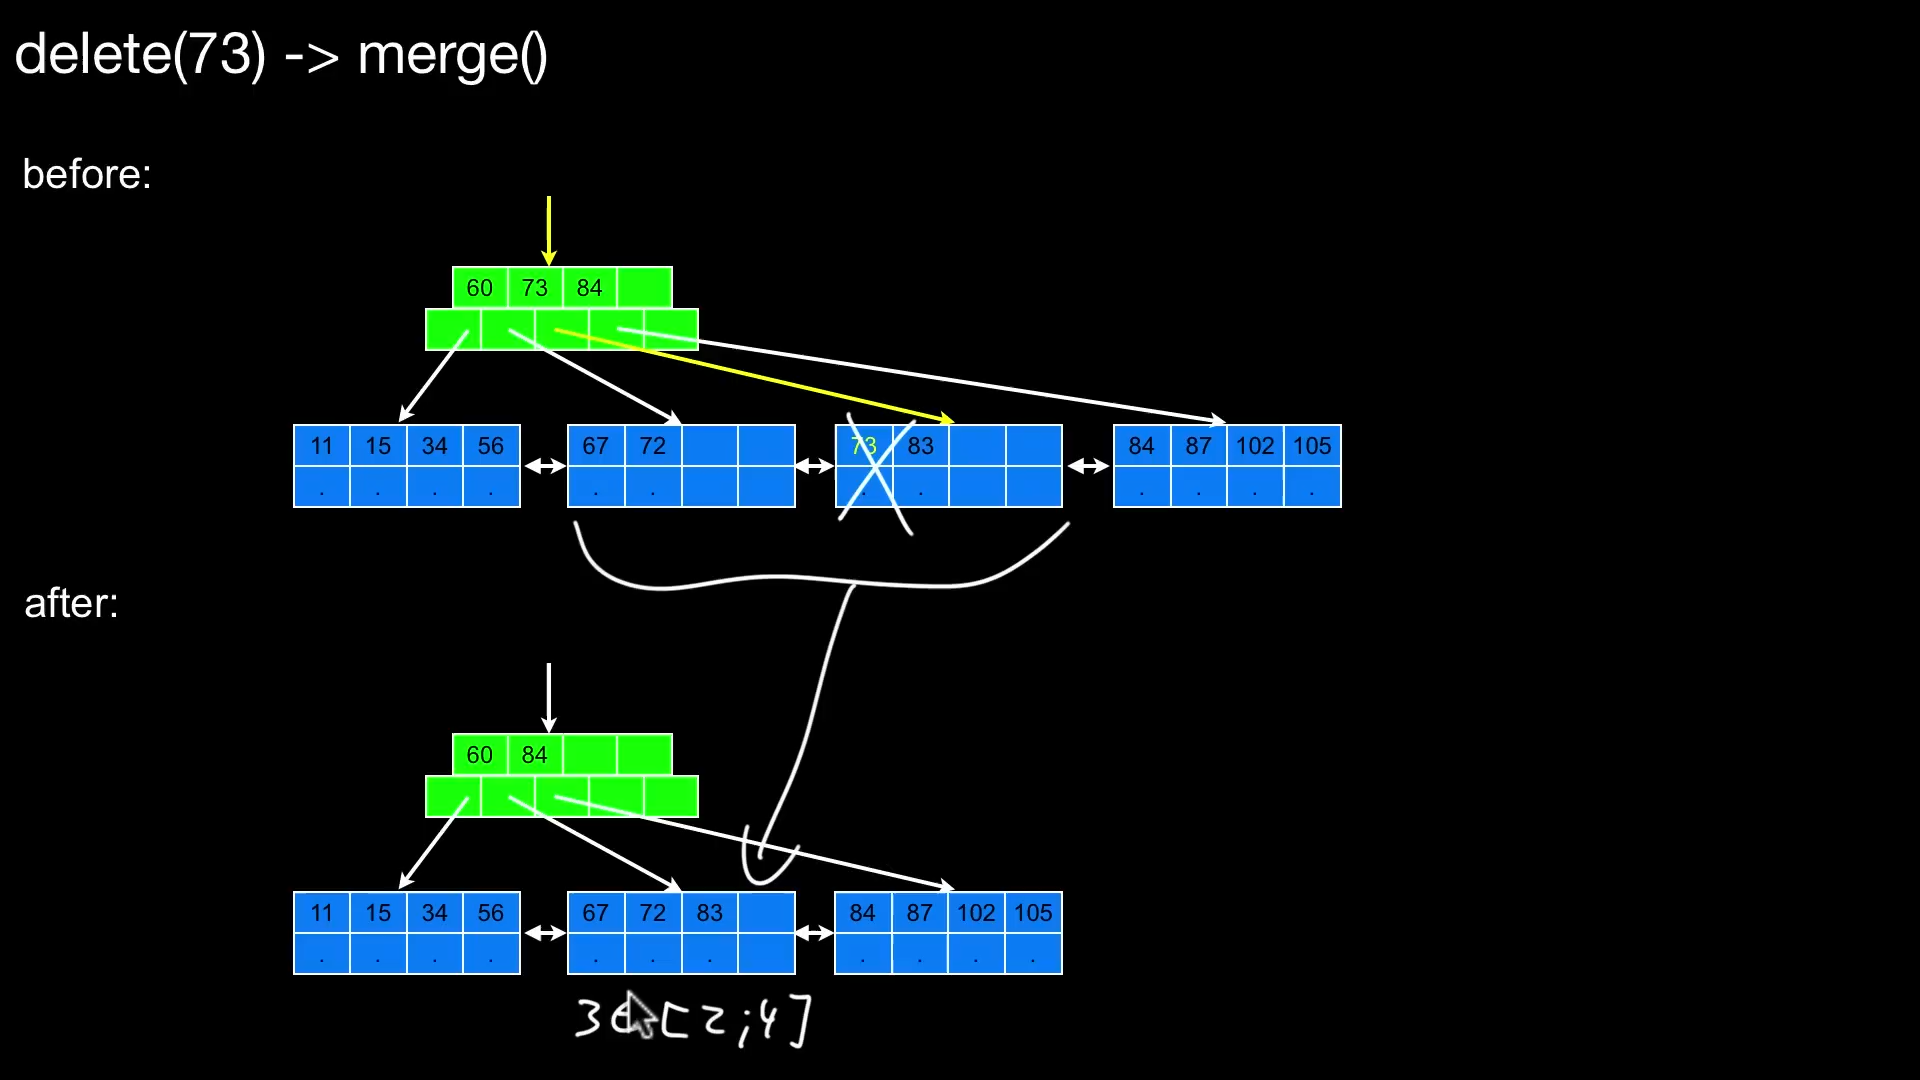 delete(73) -> merge()
before:
60 73 84
11 15 34 56 67 72 73 83 84 87 102 105
. . . . . . . . . . . .
after:
60 84
11 15 34 56 67 72 83 84 87 102 105
. . . . . . . . . . .
3 ∈ [2;4]